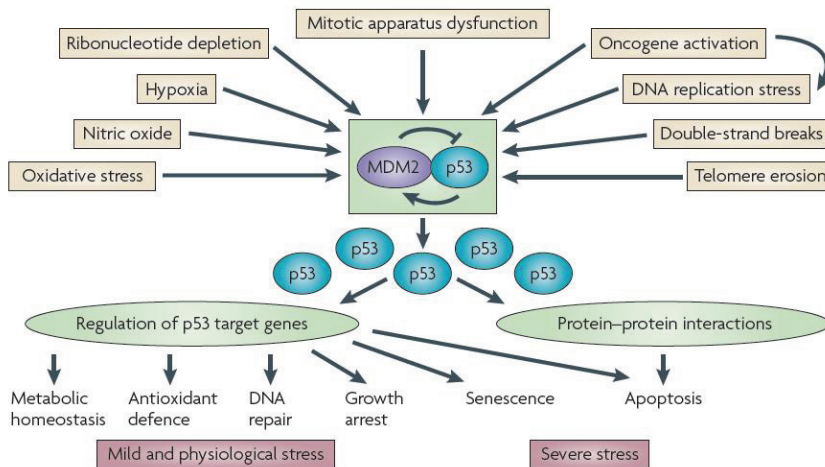 Mitotic apparatus dysfunction
Ribonucleotide depletion
Oncogene activation
Hypoxia
DNA replication stress
Nitric oxide
Double-strand breaks
Oxidative stress
Telomere erosion
MDM2
p53
p53
p53
p53
p53
p53
Regulation of p53 target genes
Protein–protein interactions
Metabolic
homeostasis
Antioxidant
defence
DNA
repair
Growth
arrest
Senescence
Apoptosis
Mild and physiological stress
Severe stress